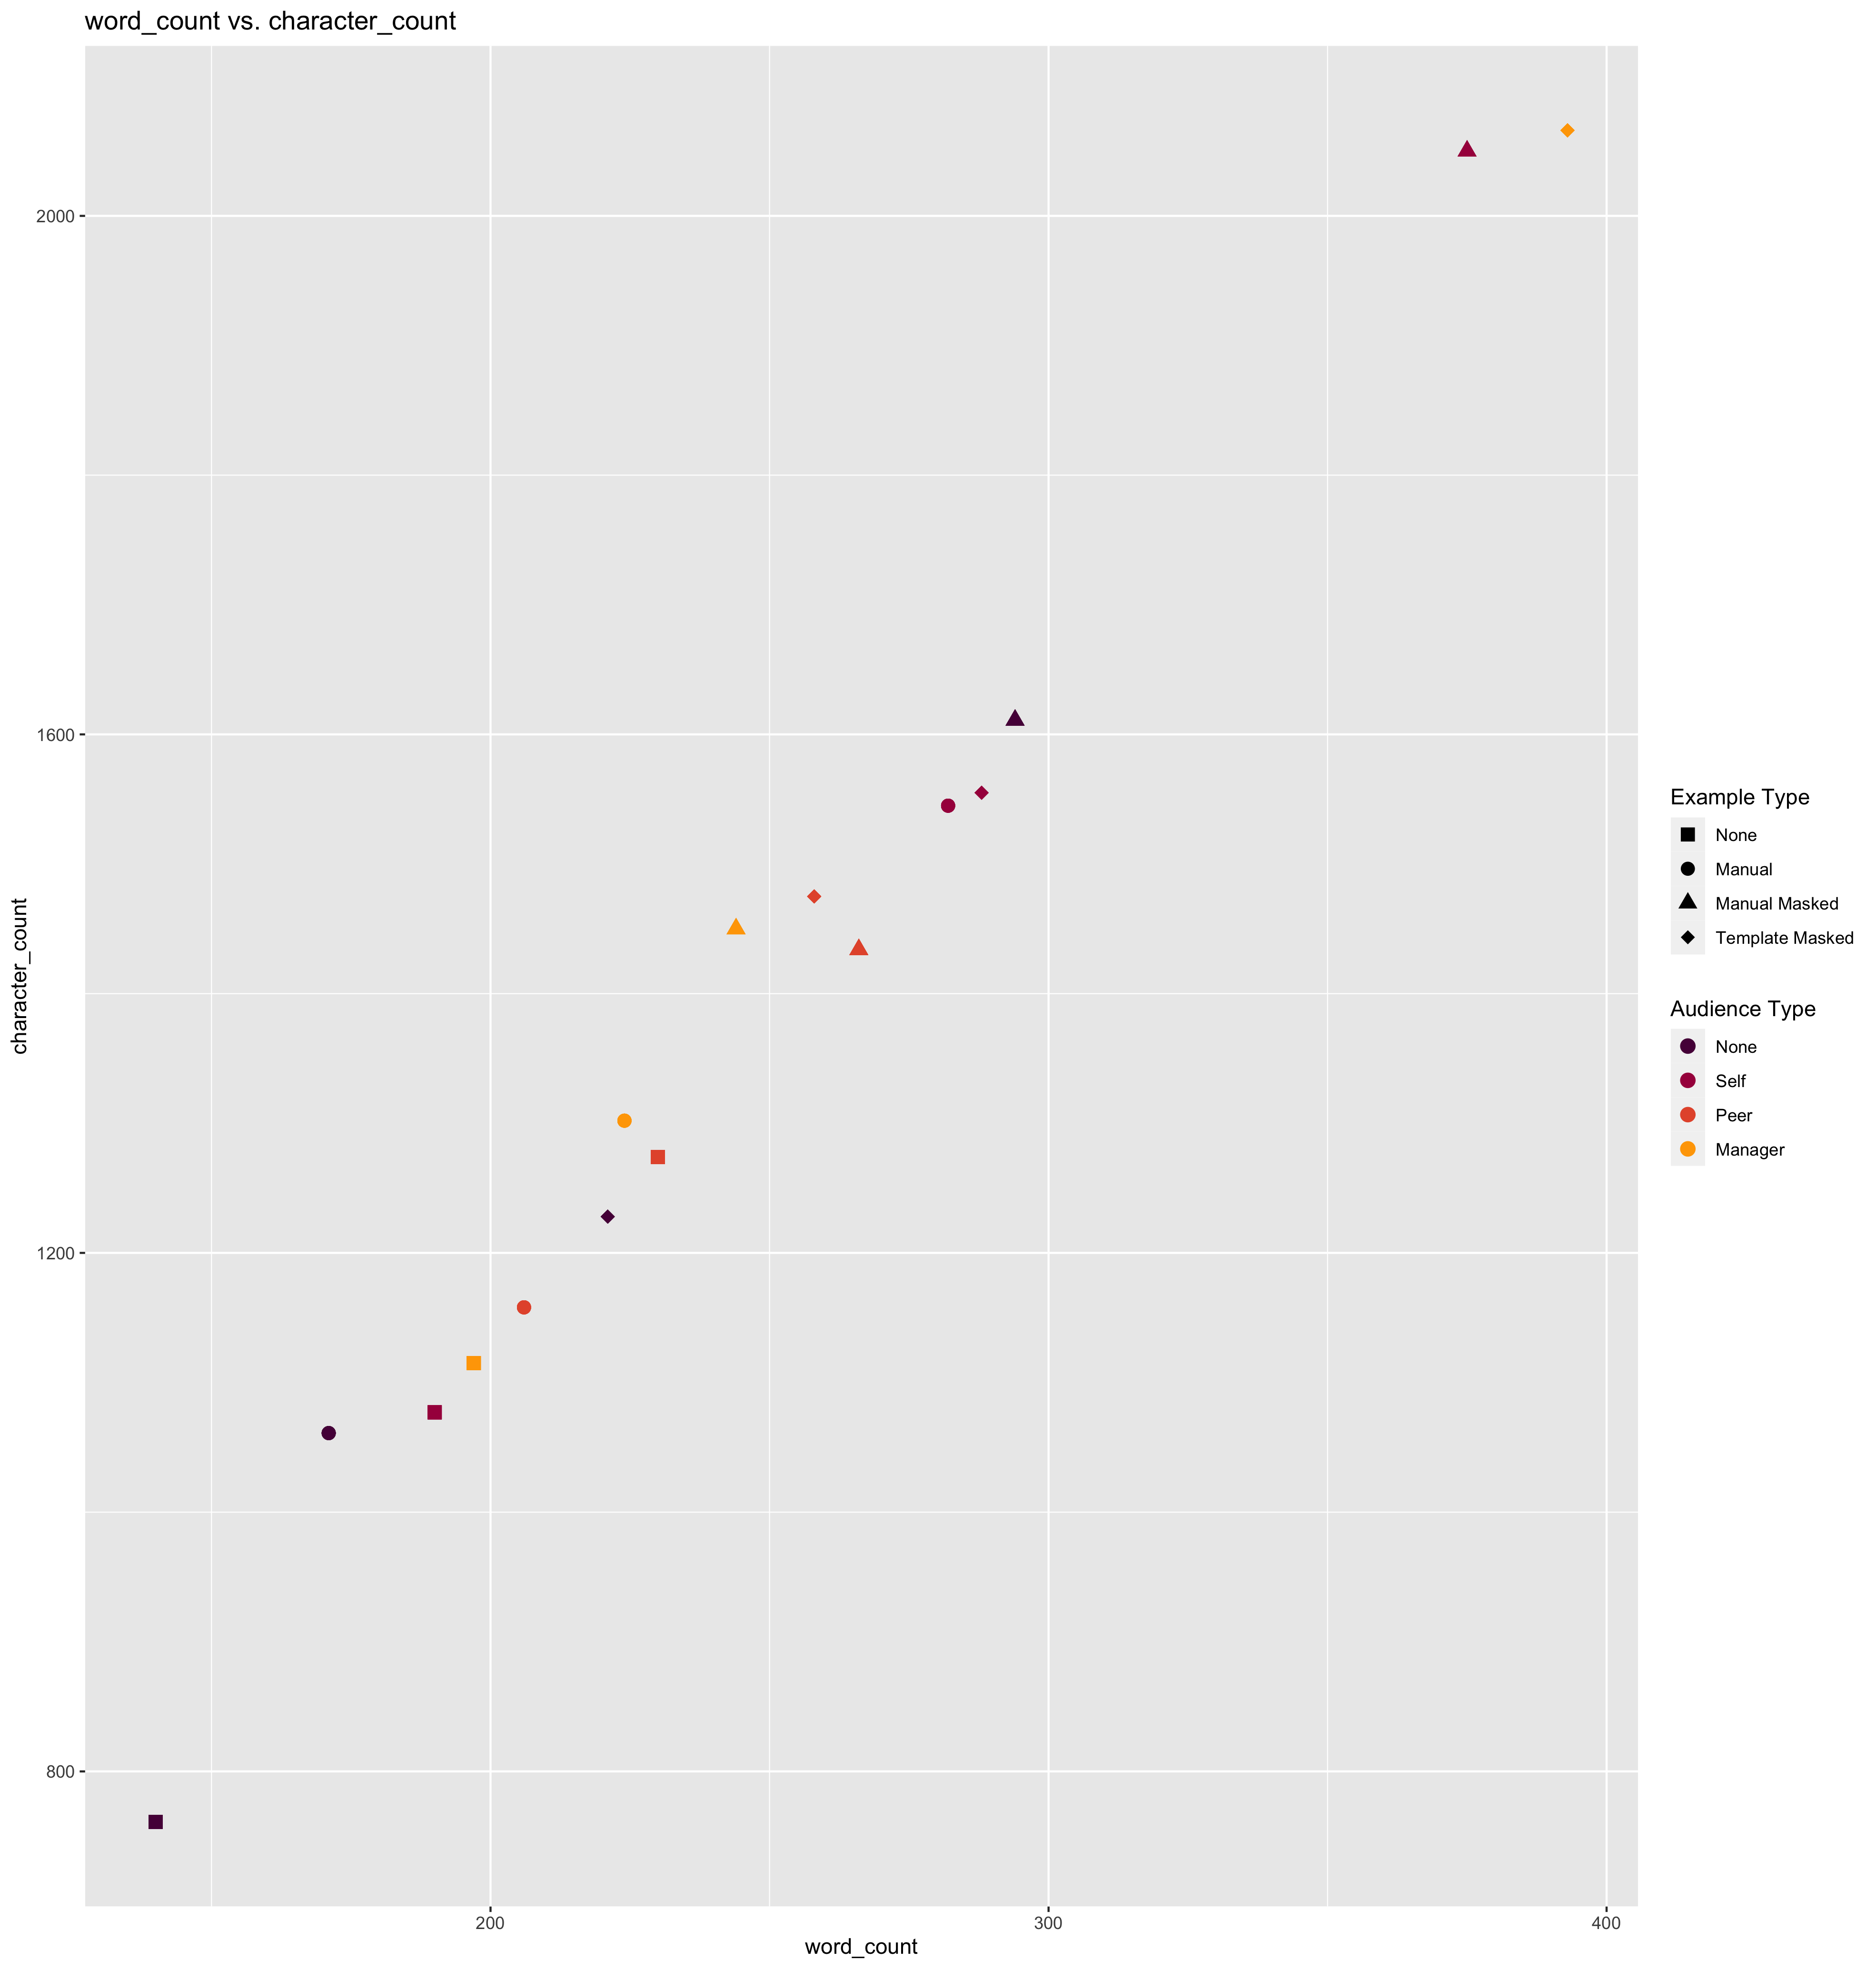 word_count vs. character_count
character_count
2000
1600
1200
800
200
300
400
word_count
Example Type
None
Manual
Manual Masked
Template Masked
Audience Type
None
Self
Peer
Manager